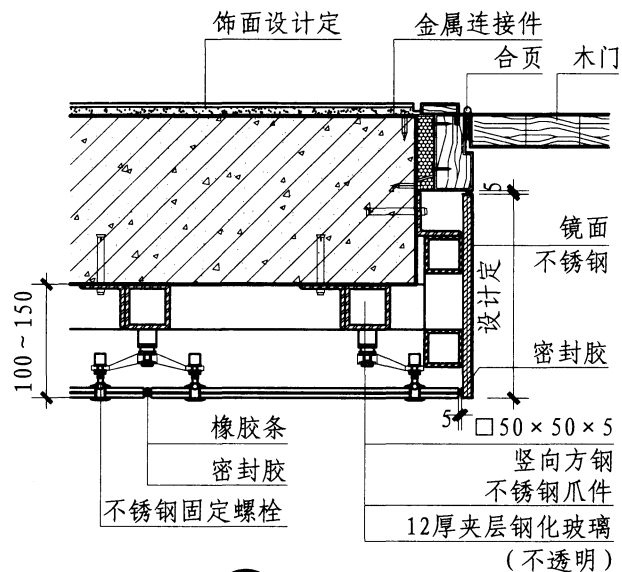 饰面设计定
金属连接件
合页
木门
5
镜面
不锈钢
设计定
100~150
密封胶
5
橡胶条
密封胶
不锈钢固定螺栓
□50×50×5
竖向方钢
不锈钢爪件
12厚夹层钢化玻璃
(不透明)